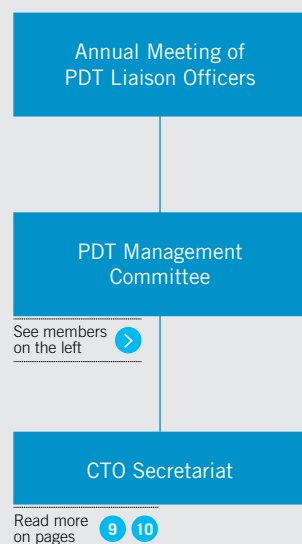 Annual Meeting of
PDT Liaison Officers
PDT Management
Committee
See members
on the left
CTO Secretariat
Read more
on pages 9 10